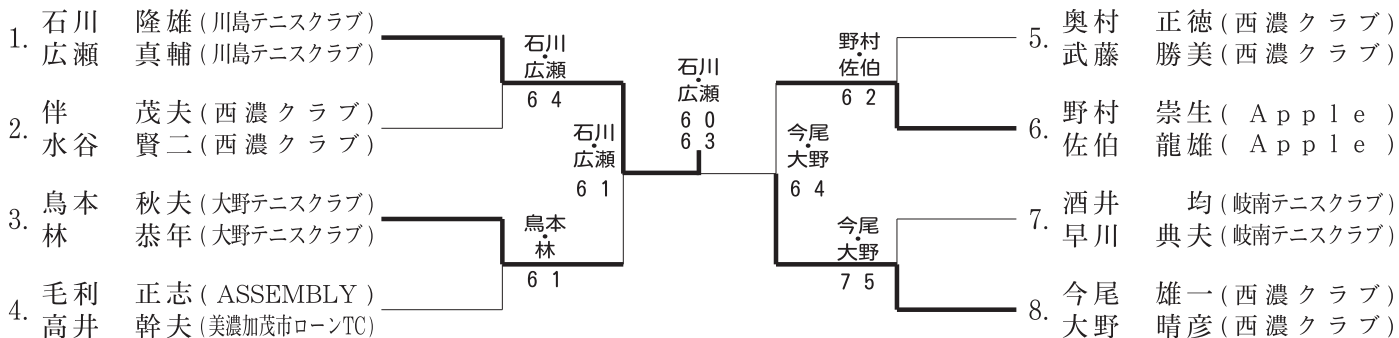 1. 石川 隆雄 (川島テニスクラブ)
広瀬 真輔 (川島テニスクラブ)
2. 伴 茂夫 (西濃クラブ)
水谷 賢二 (西濃クラブ)
3. 鳥本 秋夫 (大野テニスクラブ)
林 恭年 (大野テニスクラブ)
4. 毛利 正志 (ASSEMBLY)
高井 幹夫 (美濃加茂市ローンTC)
石川
・
広瀬
6 4
鳥本
・
林
6 1
石川
・
広瀬
6 1
石川
・
広瀬
6 0
6 3
今尾
・
大野
6 4
野村
・
佐伯
6 2
今尾
・
大野
7 5
5. 奥村 正徳 (西濃クラブ)
武藤 勝美 (西濃クラブ)
6. 野村 崇生 (Apple)
佐伯 龍雄 (Apple)
7. 酒井 均 (岐南テニスクラブ)
早川 典夫 (岐南テニスクラブ)
8. 今尾 雄一 (西濃クラブ)
大野 晴彦 (西濃クラブ)